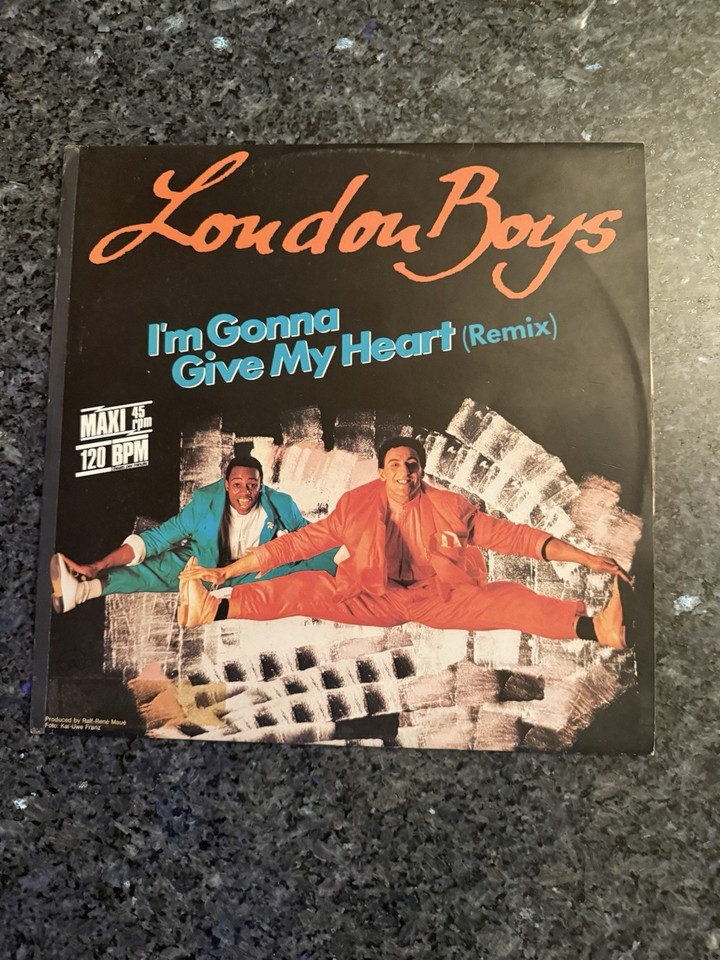 London Boys
I'm Gonna
Give My Heart (Remix)
MAXI 45 rpm
120 BPM
Produced by Ralf-René Maué
Foto: Kai-Uwe Franz